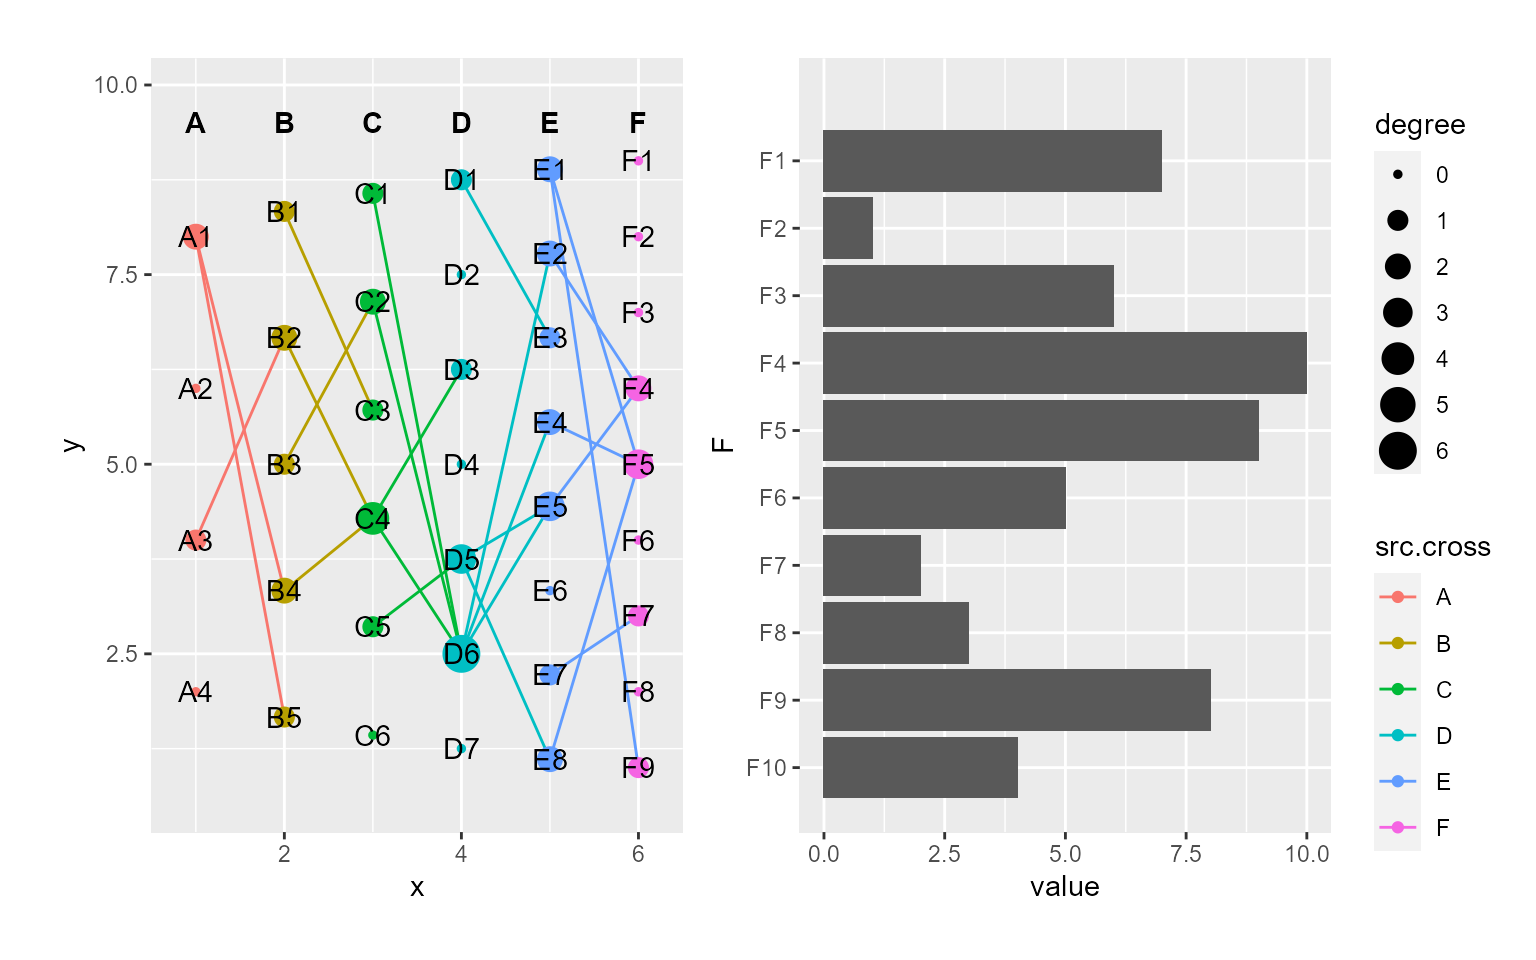 10.0
7.5
5.0
2.5
y
A B C D E F
A1
A2
A3
A4
B1
B2
B3
B4
B5
C1
C2
C3
C4
C5
C6
D1
D2
D3
D4
D5
D6
D7
E1
E2
E3
E4
E5
E6
E7
E8
F1
F2
F3
F4
F5
F6
F7
F8
F9
2 4 6
x
F
F1
F2
F3
F4
F5
F6
F7
F8
F9
F10
0.0 2.5 5.0 7.5 10.0
value
degree
0
1
2
3
4
5
6
src.cross
A
B
C
D
E
F